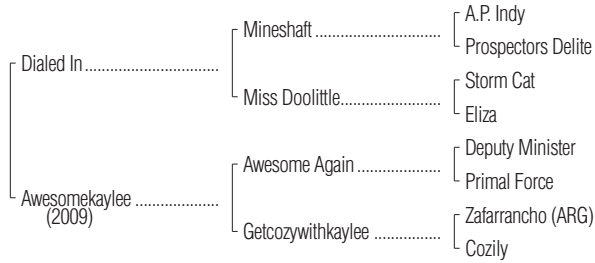 A.P. Indy
Mineshaft
Prospectors Delite
Dialed In
Storm Cat
Miss Doolittle
Eliza
Deputy Minister
Awesome Again
Primal Force
Awesomekaylee
(2009)
Zafarrancho (ARG)
Getcozywithkaylee
Cozily